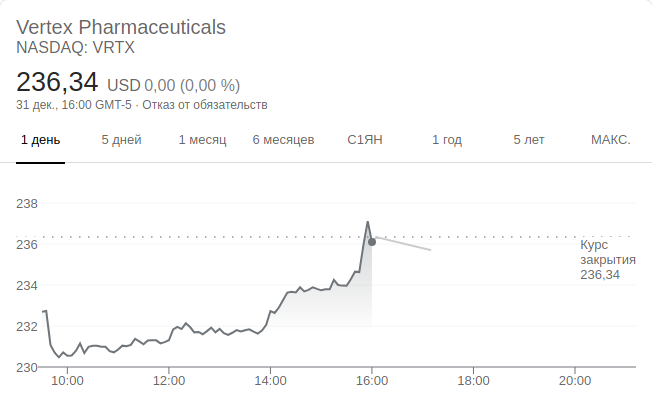 Vertex Pharmaceuticals
NASDAQ: VRTX
236,34 USD 0,00 (0,00 %)
31 дек., 16:00 GMT-5 · Отказ от обязательств
1 день 5 дней 1 месяц 6 месяцев С1ЯН 1 год 5 лет МАКС.
238
236
234
232
230
Курс
закрытия
236,34
10:00 12:00 14:00 16:00 18:00 20:00